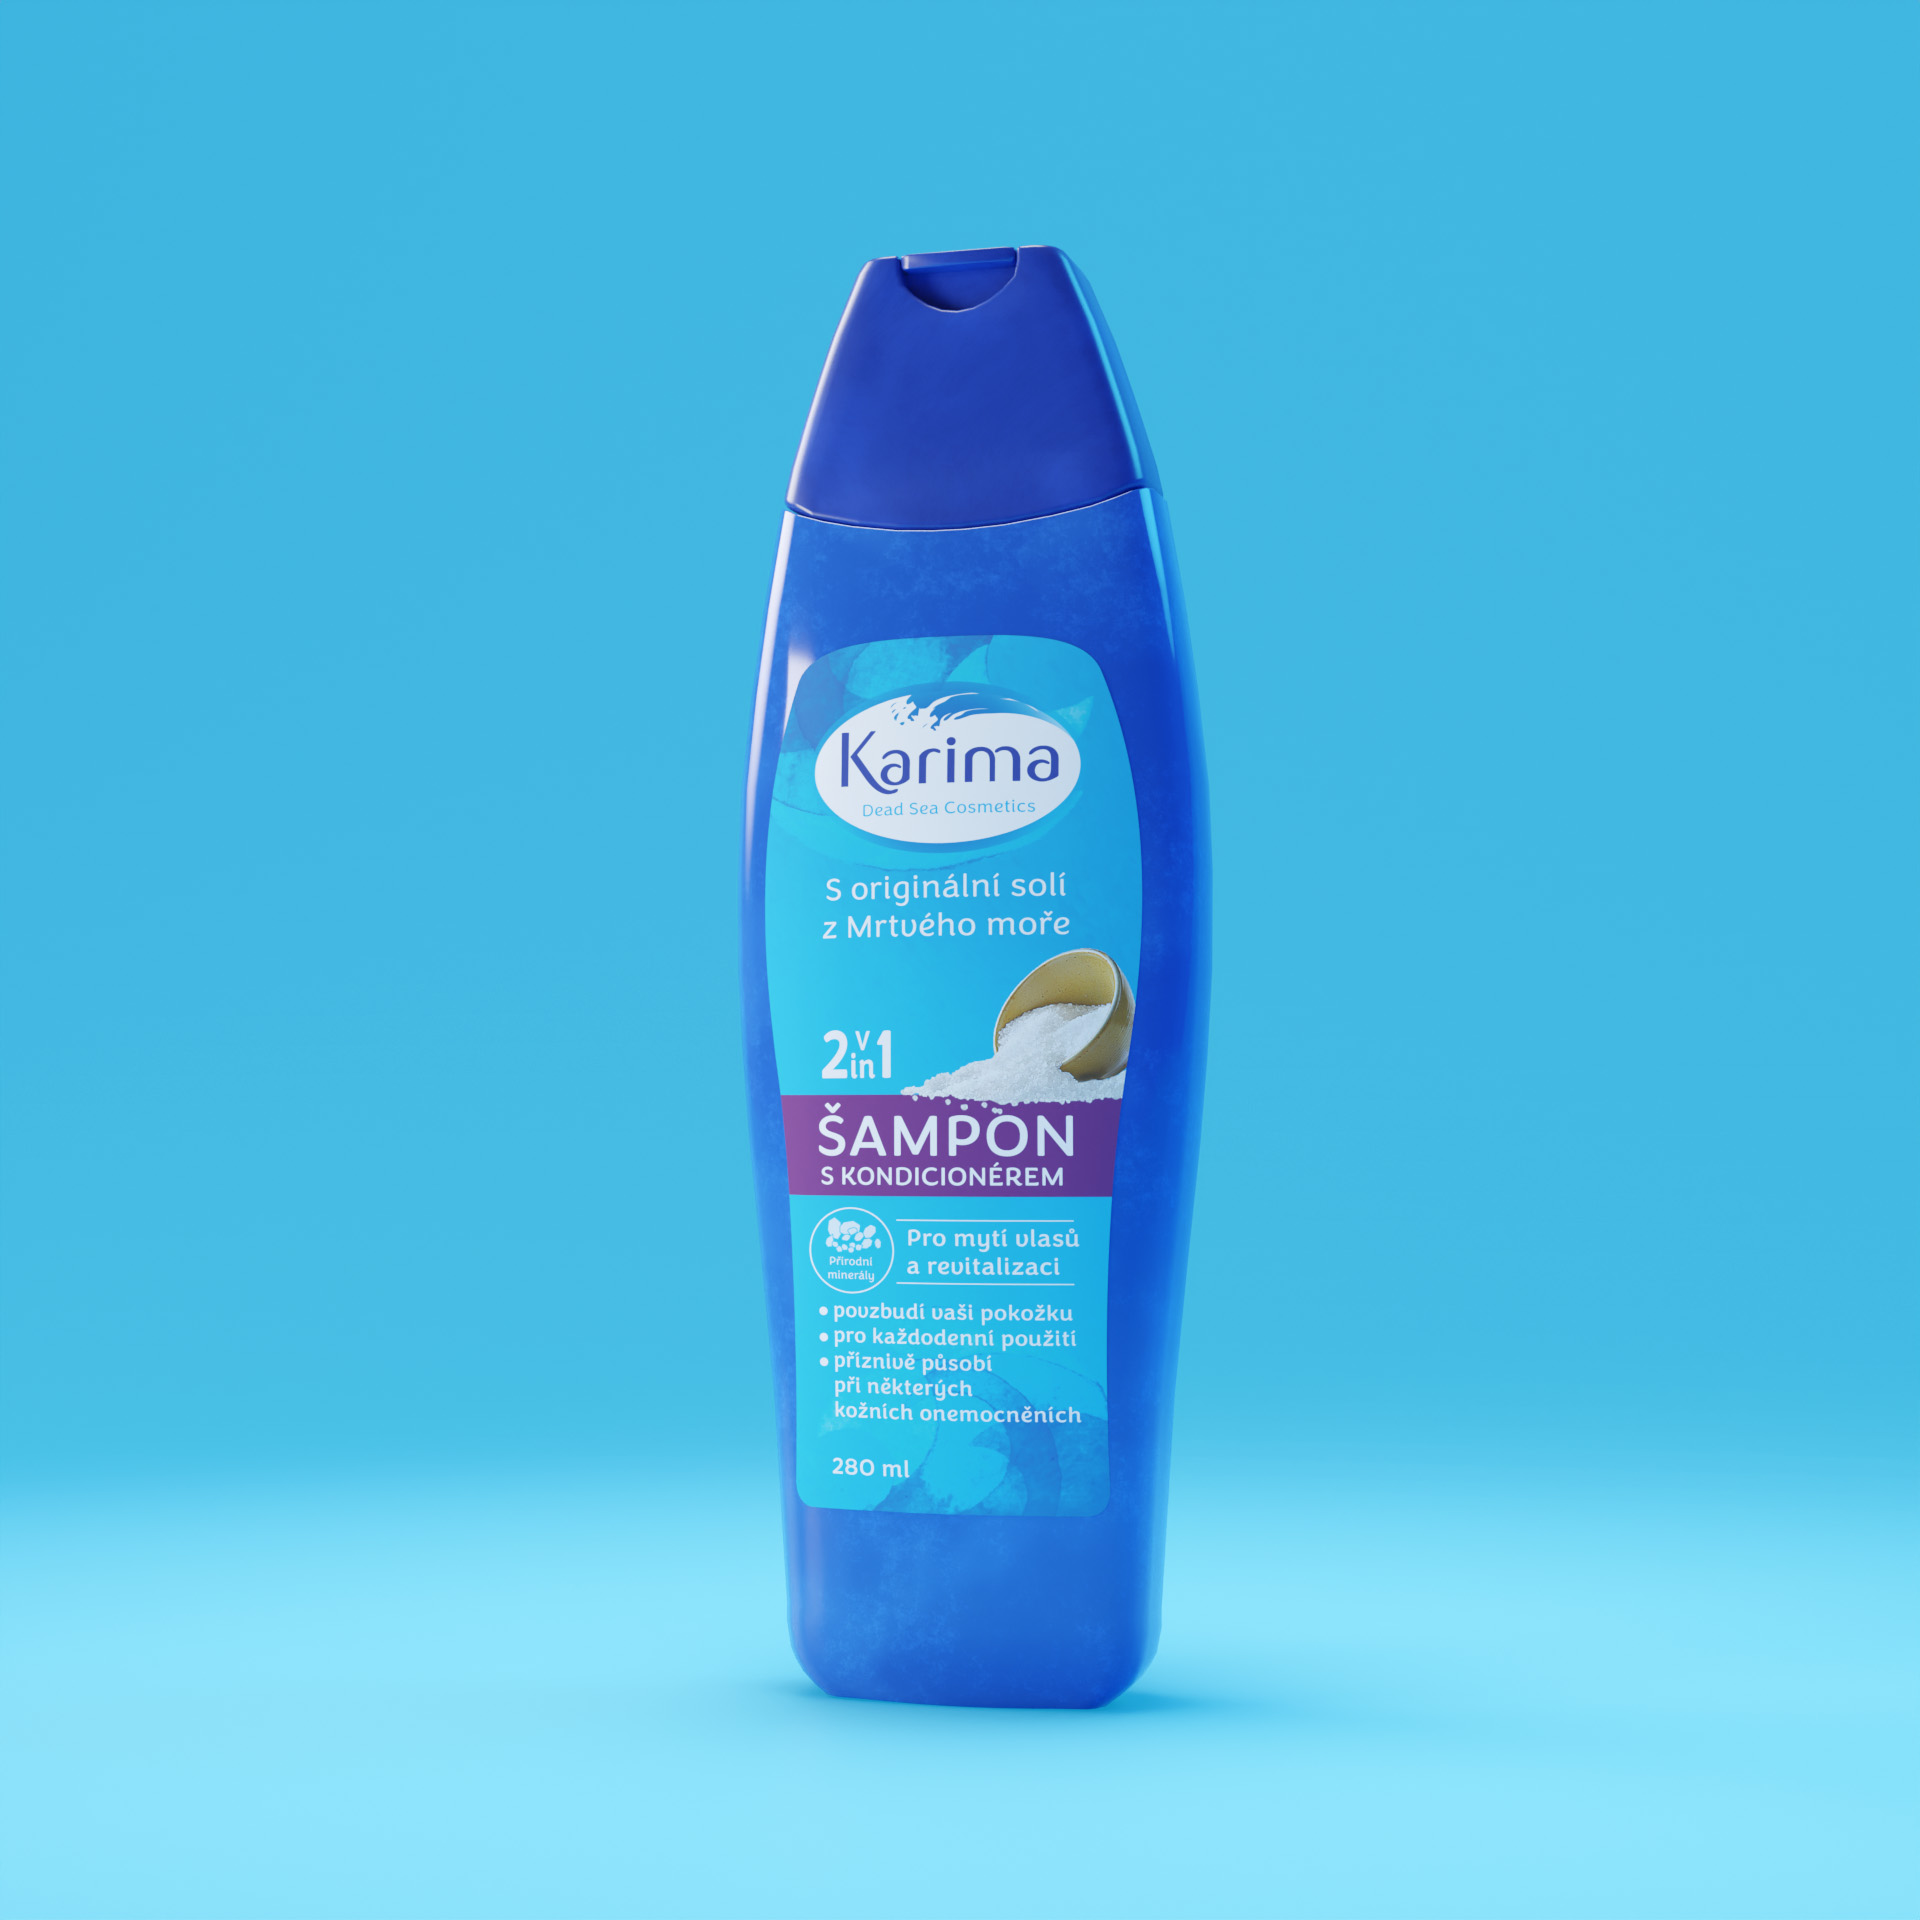 Karima
Dead Sea Cosmetics
S originální solí
z Mrtvého moře
2 v in 1
ŠAMPON
S KONDICIONÉREM
Přírodní
minerály
Pro mytí vlasů
a revitalizaci
• povzbudí vaši pokožku
• pro každodenní použití
• příznivě působí
při některých
kožních onemocněních
280 ml